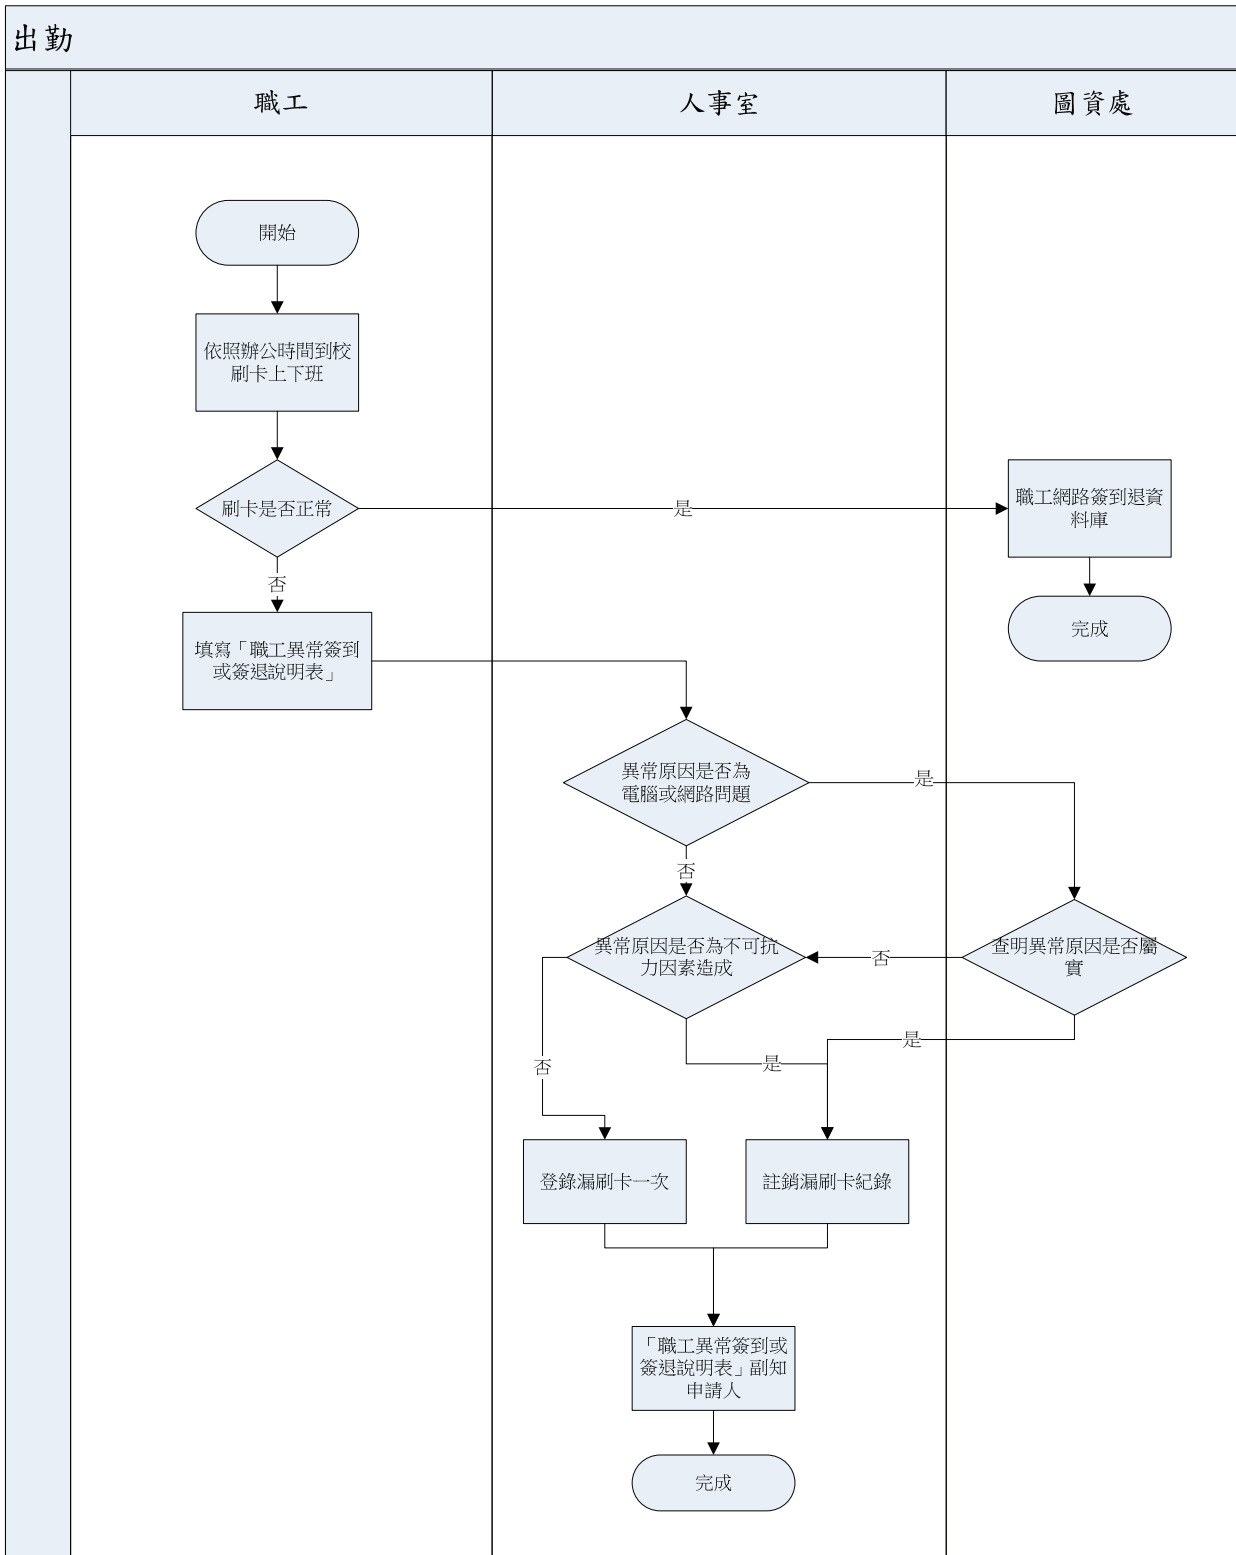 出勤
職工
人事室
圖資處
開始
依照辦公時間到校
刷卡上下班
刷卡是否正常
是
職工網路簽到退資
料庫
完成
否
填寫「職工異常簽到
或簽退說明表」
異常原因是否為
電腦或網路問題
是
否
異常原因是否為不可抗
力因素造成
否
查明異常原因是否屬
實
是
是
否
登錄漏刷卡一次
註銷漏刷卡紀錄
「職工異常簽到或
簽退說明表」副知
申請人
完成